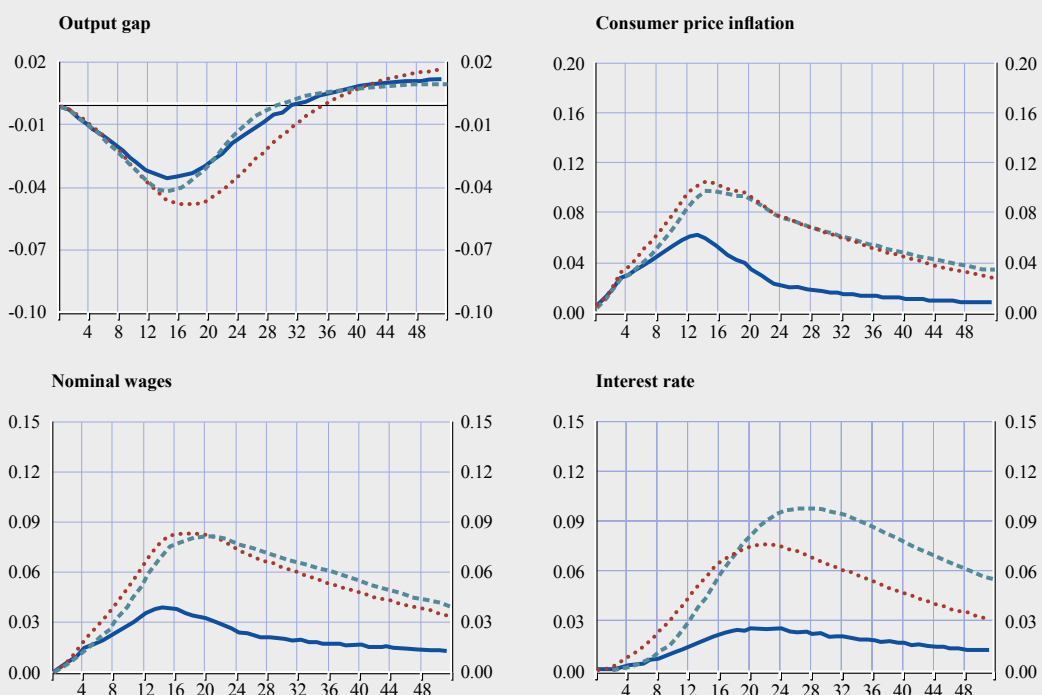 Output gap
0.02 0.02
-0.01 -0.01
-0.04 -0.04
-0.07 -0.07
-0.10 -0.10
4 8 12 16 20 24 28 32 36 40 44 48
Consumer price inflation
0.20 0.20
0.16 0.16
0.12 0.12
0.08 0.08
0.04 0.04
0.00 0.00
4 8 12 16 20 24 28 32 36 40 44 48
Nominal wages
0.15 0.15
0.12 0.12
0.09 0.09
0.06 0.06
0.03 0.03
0.00 0.00
4 8 12 16 20 24 28 32 36 40 44 48
Interest rate
0.15 0.15
0.12 0.12
0.09 0.09
0.06 0.06
0.03 0.03
0.00 0.00
4 8 12 16 20 24 28 32 36 40 44 48